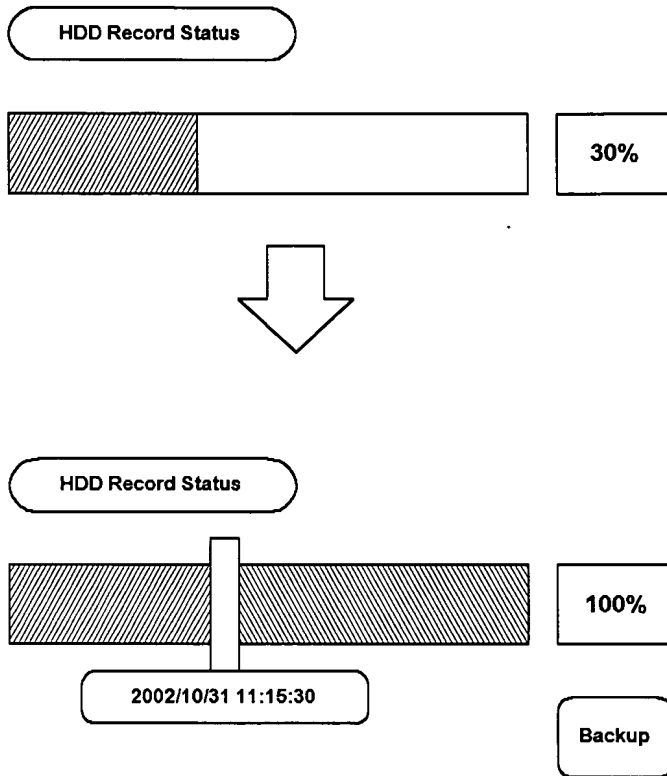 HDD Record Status
30%
HDD Record Status
100%
2002/10/31 11:15:30
Backup